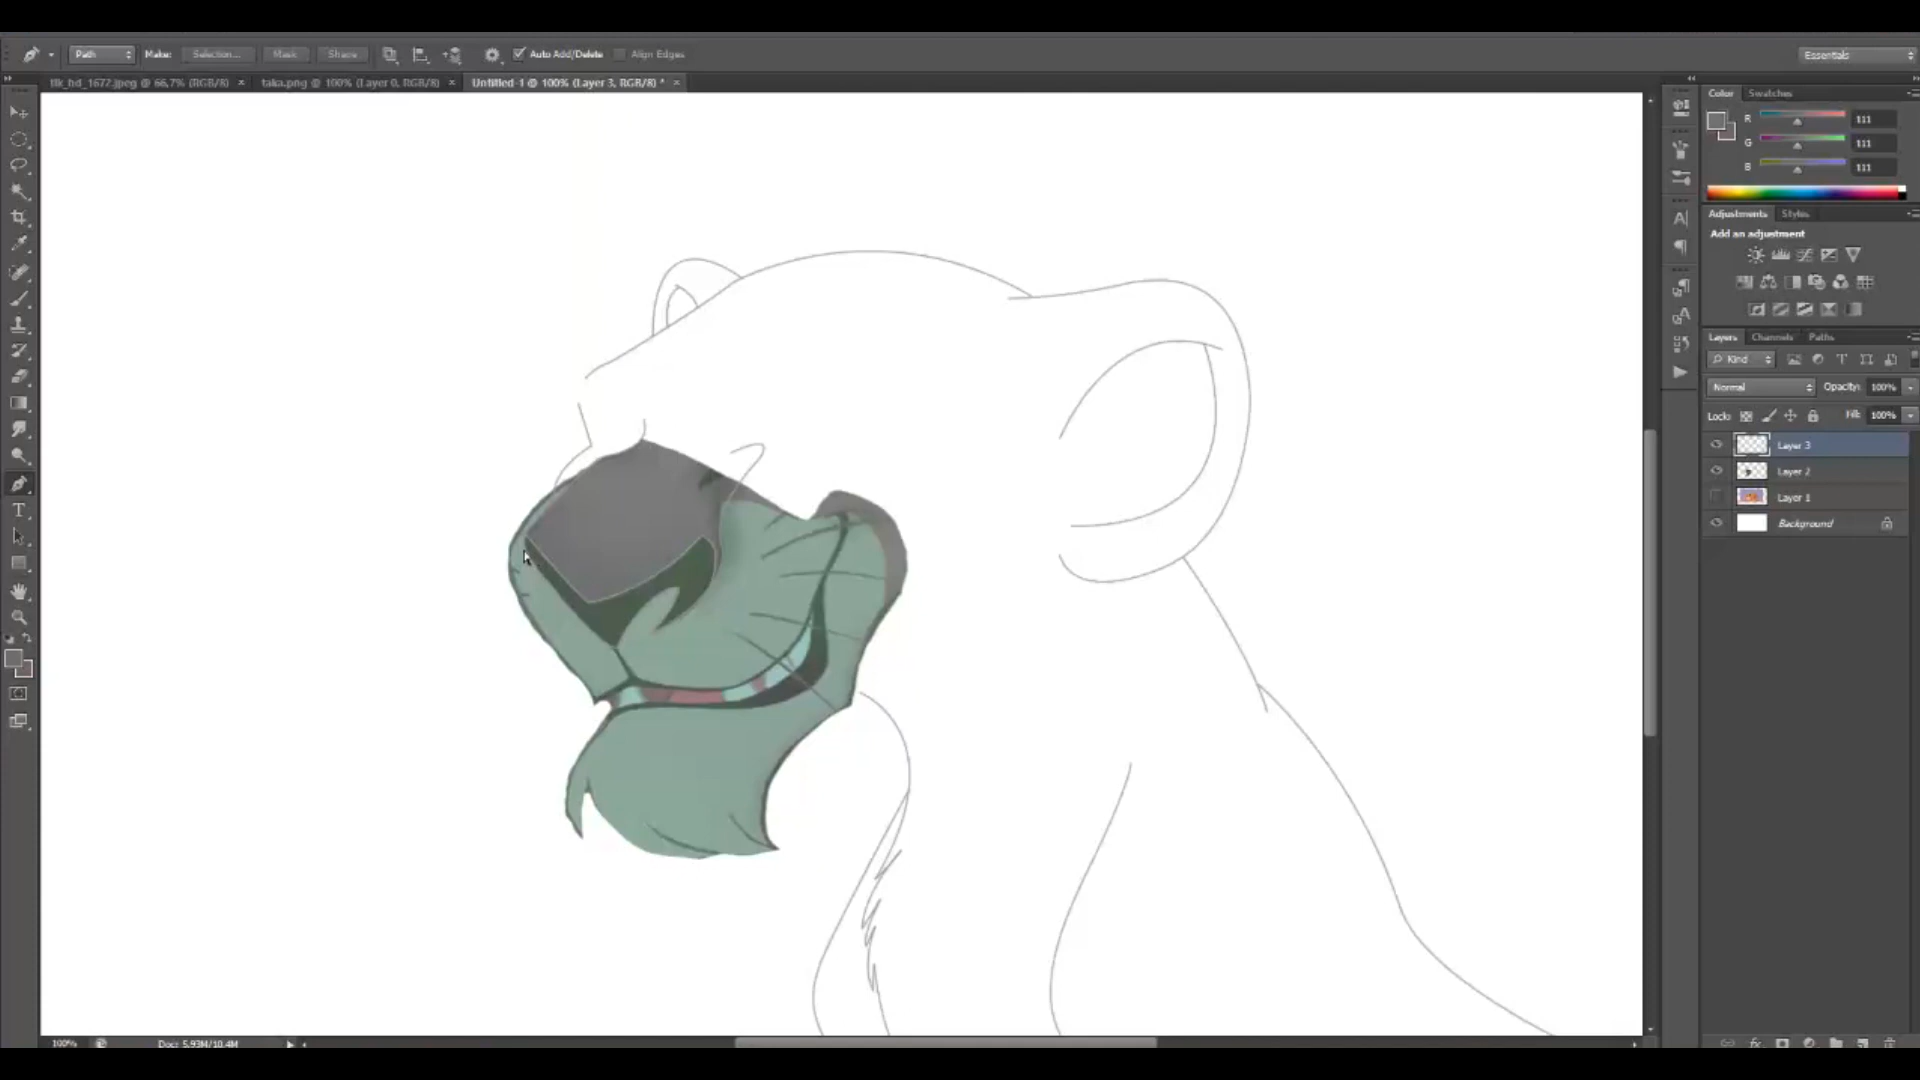 Path Make: Selection... Mask Shape Auto Add/Delete Align Edges Essentials
tlk_hd_1672.jpeg @ 66,7% (RGB/8) × taka.png @ 100% (Layer 0, RGB/8) × Untitled-1 @ 100% (Layer 3, RGB/8) * ×
Color Swatches
R 111
G 111
B 111
Adjustments Styles
Add an adjustment
Layers Channels Paths
Kind
Normal Opacity: 100%
Lock: Fill: 100%
Layer 3
Layer 2
Layer 1
Background
100% Doc: 5,93M/10,4M